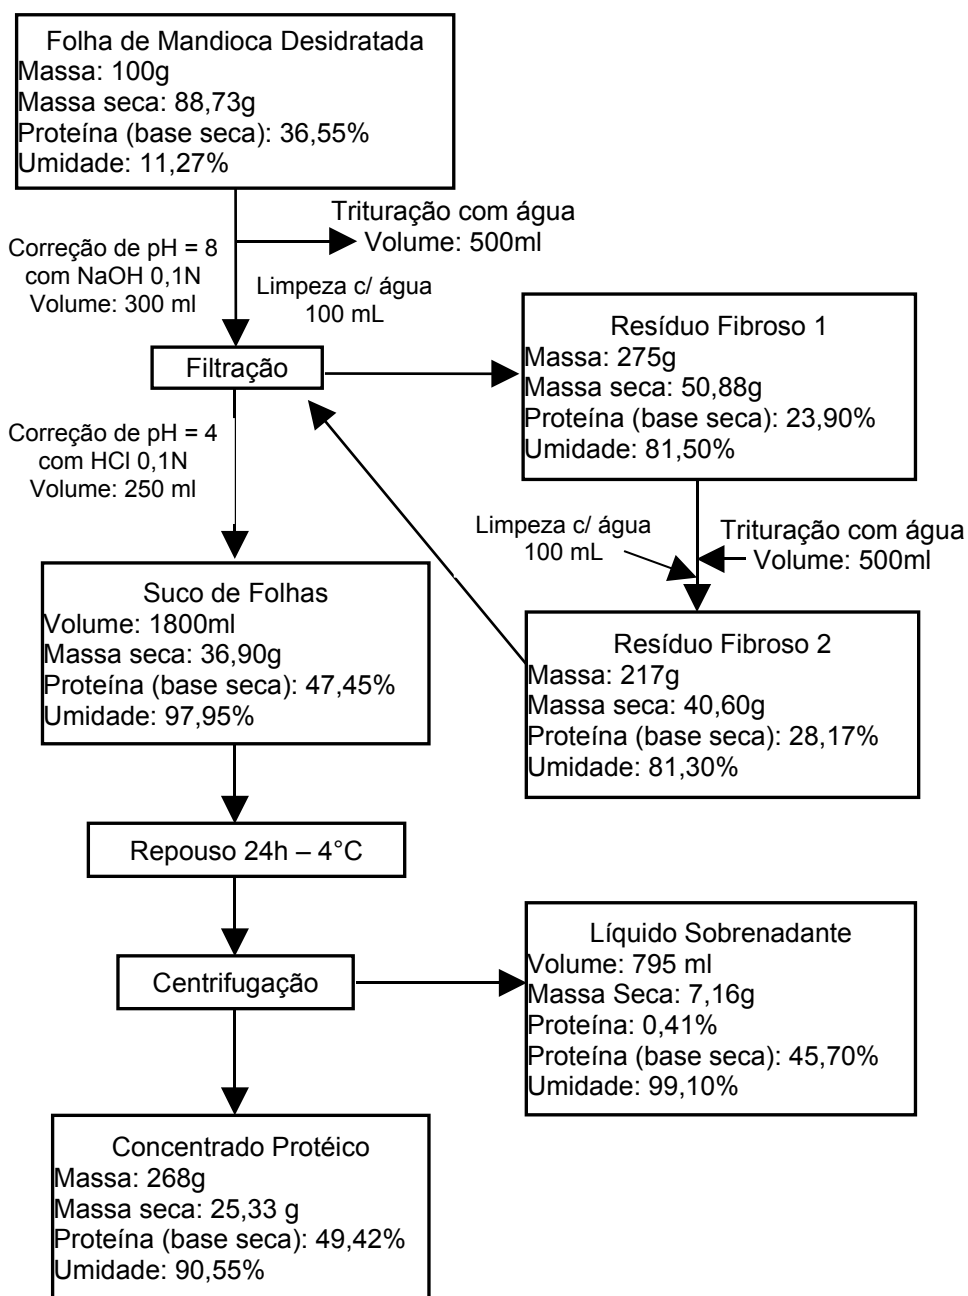 Folha de Mandioca Desidratada
Massa: 100g
Massa seca: 88,73g
Proteína (base seca): 36,55%
Umidade: 11,27%
Trituração com água
Volume: 500ml
Correção de pH = 8
com NaOH 0,1N
Volume: 300 ml
Limpeza c/ água
100 mL
Filtração
Resíduo Fibroso 1
Massa: 275g
Massa seca: 50,88g
Proteína (base seca): 23,90%
Umidade: 81,50%
Correção de pH = 4
com HCl 0,1N
Volume: 250 ml
Limpeza c/ água
100 mL
Trituração com água
Volume: 500ml
Suco de Folhas
Volume: 1800ml
Massa seca: 36,90g
Proteína (base seca): 47,45%
Umidade: 97,95%
Resíduo Fibroso 2
Massa: 217g
Massa seca: 40,60g
Proteína (base seca): 28,17%
Umidade: 81,30%
Repouso 24h – 4°C
Centrifugação
Líquido Sobrenadante
Volume: 795 ml
Massa Seca: 7,16g
Proteína: 0,41%
Proteína (base seca): 45,70%
Umidade: 99,10%
Concentrado Protéico
Massa: 268g
Massa seca: 25,33 g
Proteína (base seca): 49,42%
Umidade: 90,55%